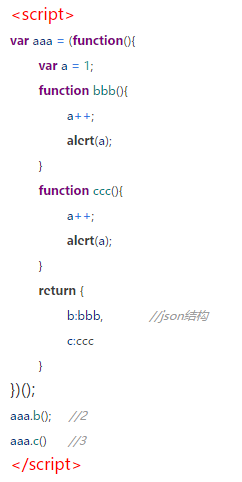 <script>
var aaa = (function(){
var a = 1;
function bbb(){
a++;
alert(a);
}
function ccc(){
a++;
alert(a);
}
return {
b:bbb, //json结构
c:ccc
}
})();
aaa.b(); //2
aaa.c() //3
</script>